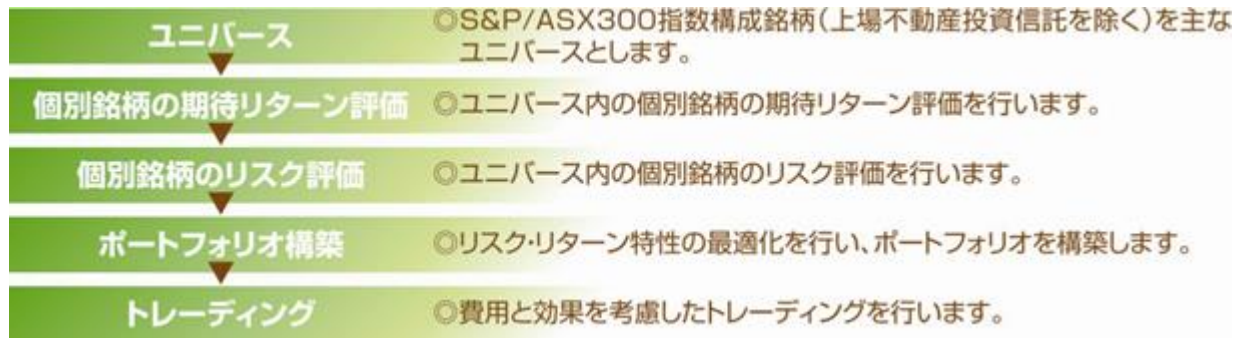 ユニバース
◎S&P/ASX300指数構成銘柄(上場不動産投資信託を除く)を主な
ユニバースとします。
個別銘柄の期待リターン評価
◎ユニバース内の個別銘柄の期待リターン評価を行います。
個別銘柄のリスク評価
◎ユニバース内の個別銘柄のリスク評価を行います。
ポートフォリオ構築
◎リスク・リターン特性の最適化を行い、ポートフォリオを構築します。
トレーディング
◎費用と効果を考慮したトレーディングを行います。